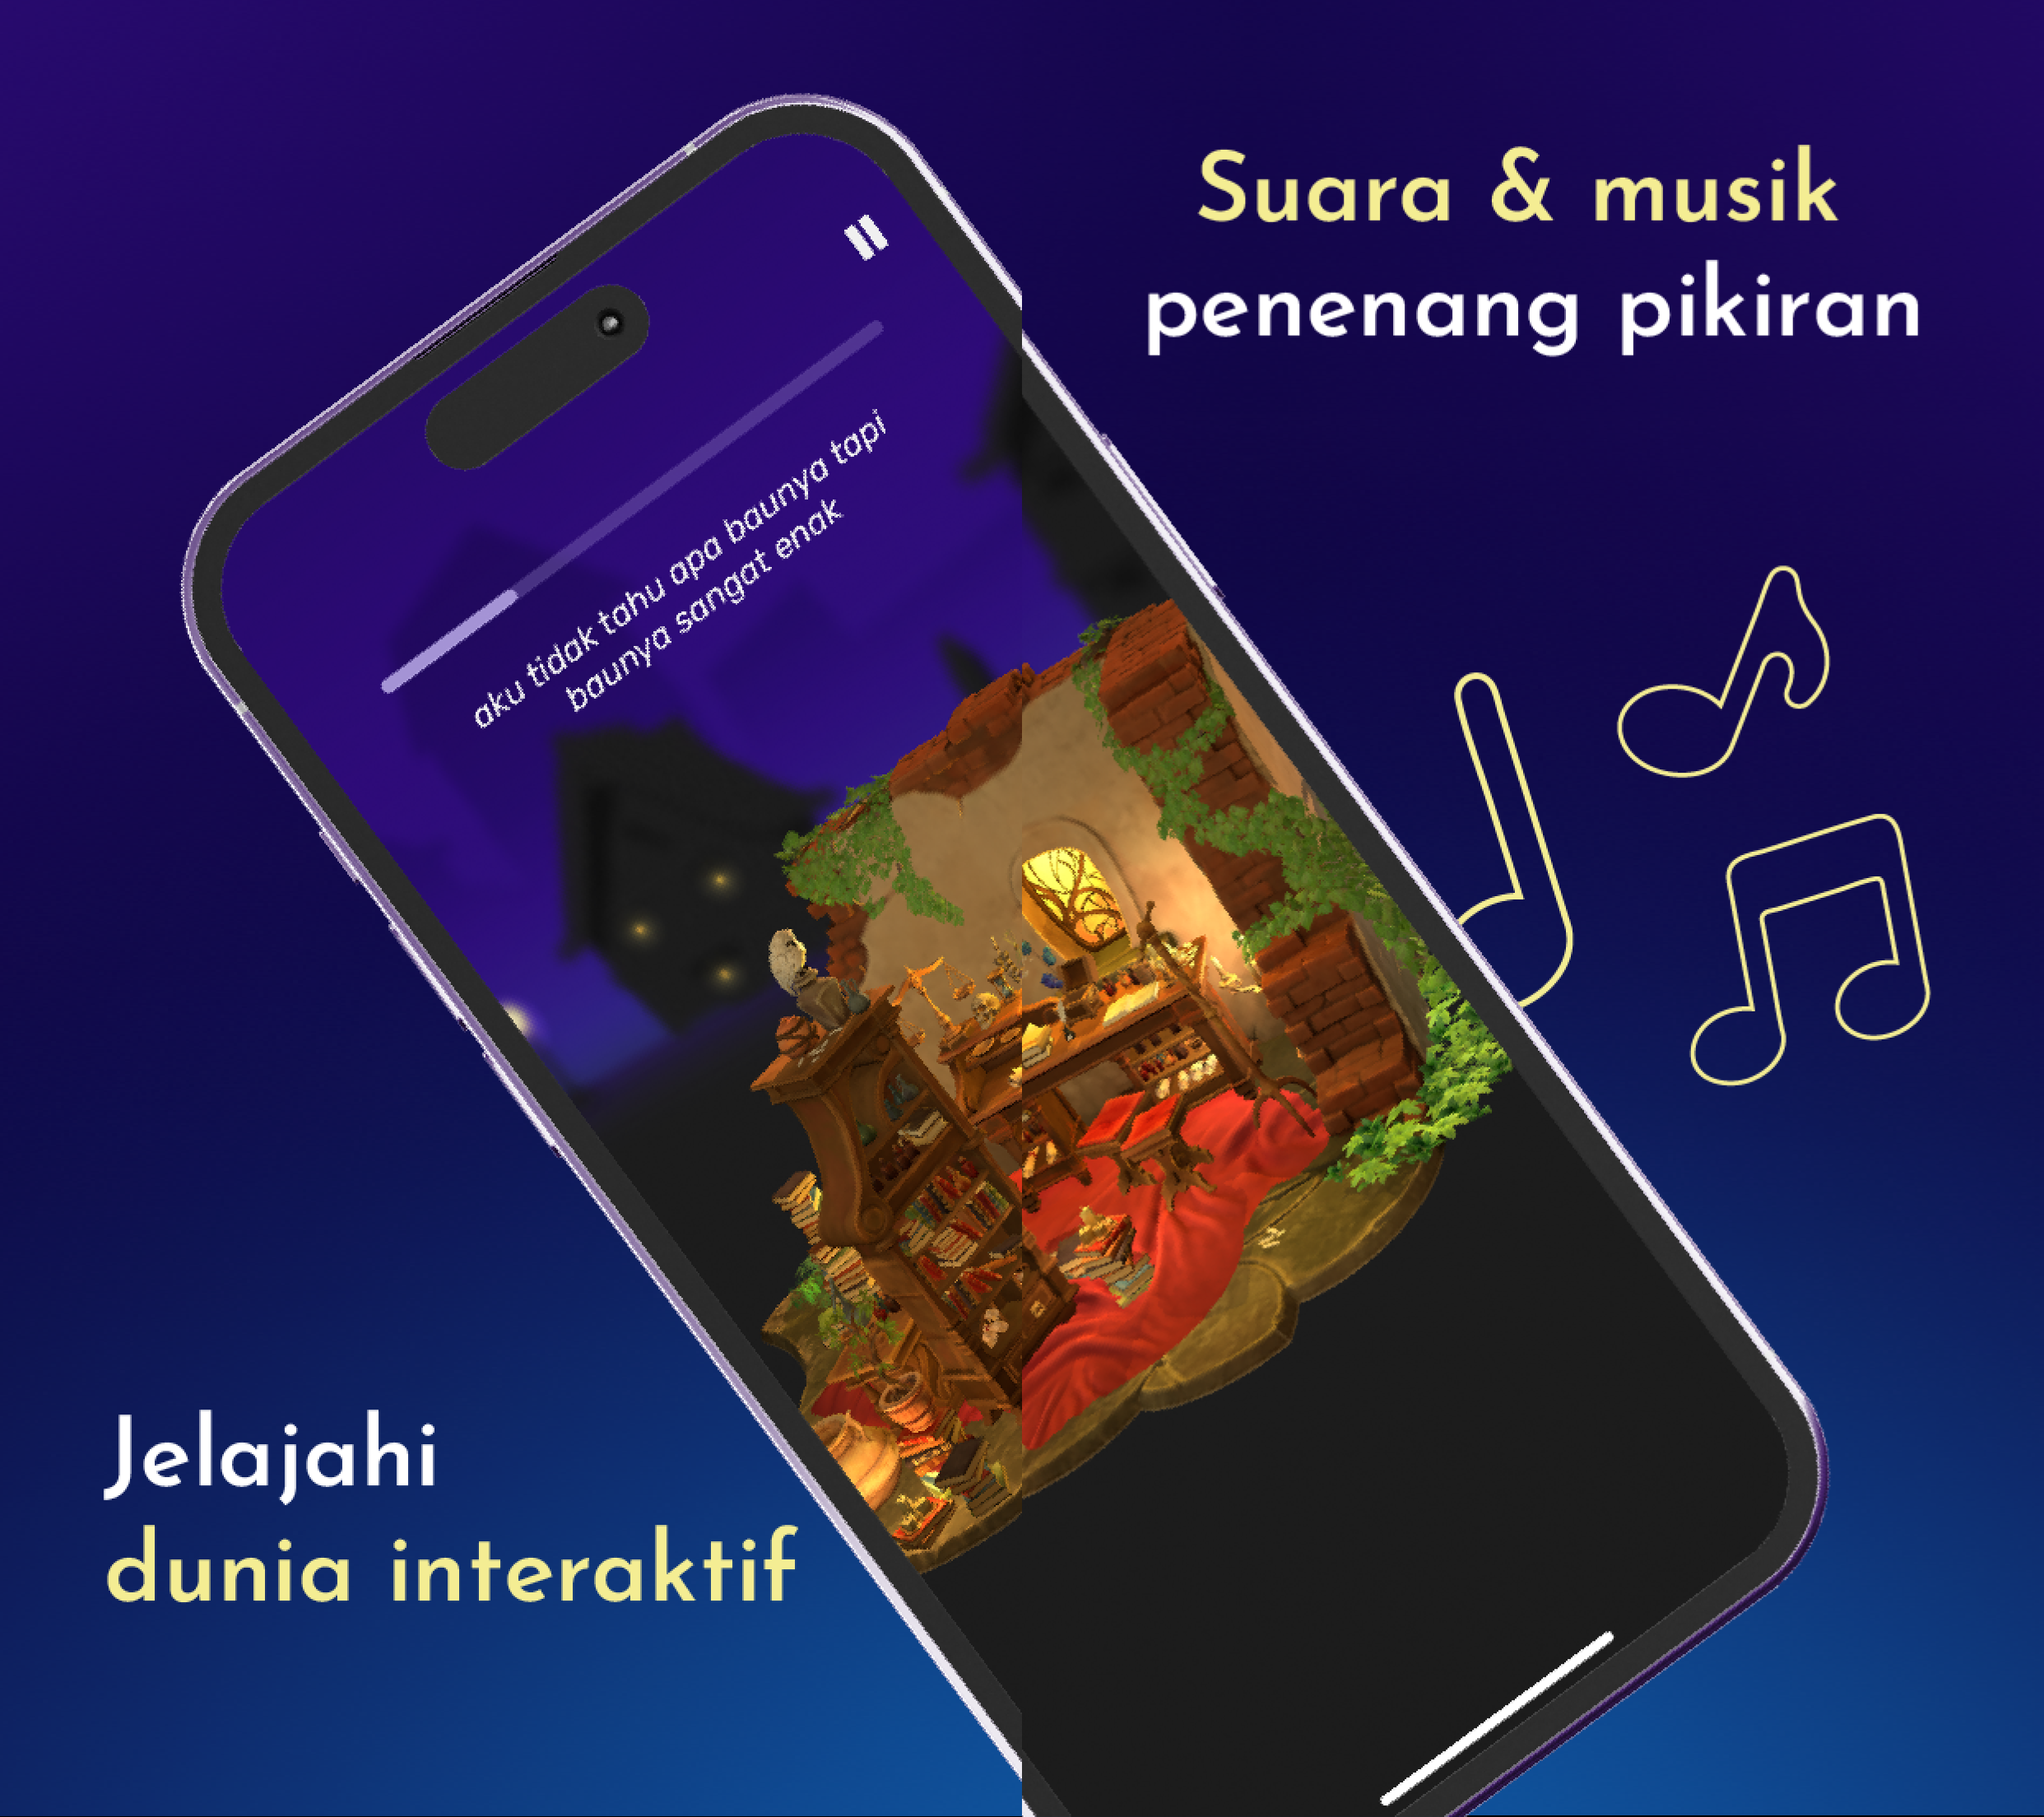 Suara & musik
penenang pikiran
aku tidak tahu apa baunya tapi
baunya sangat enak
Jelajahi
dunia interaktif